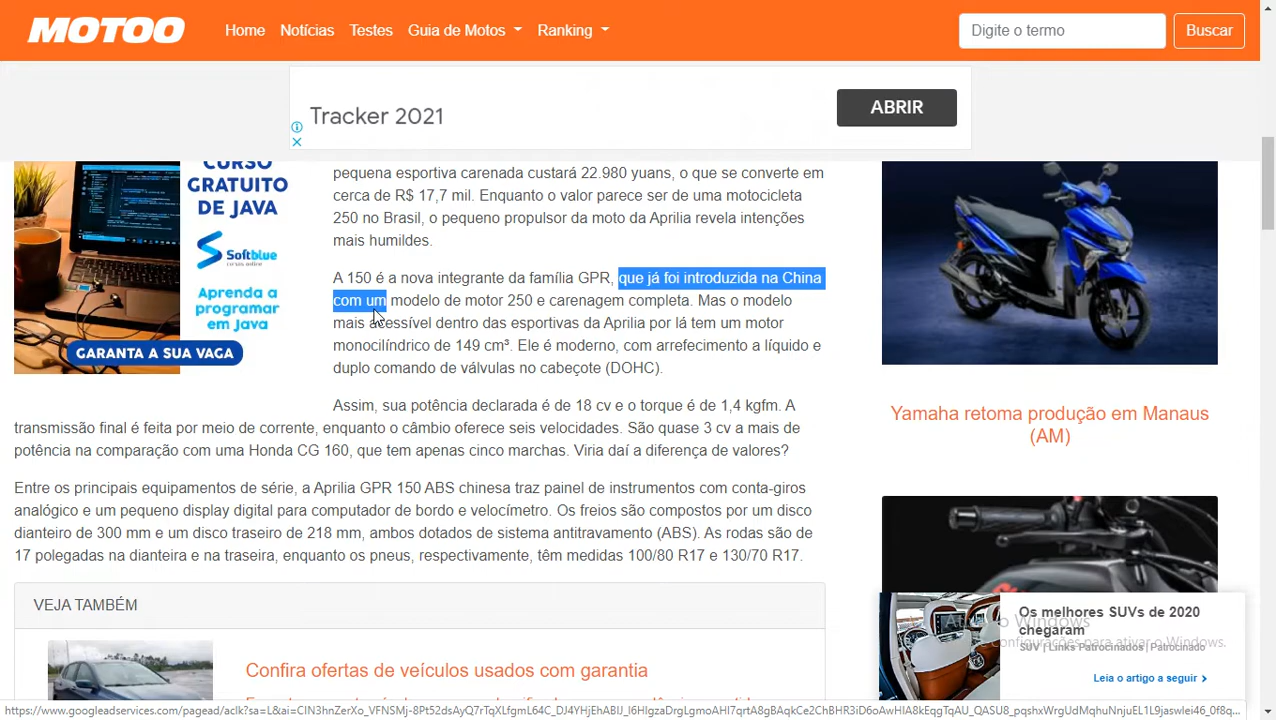 MOTOO
Home Notícias Testes Guia de Motos Ranking
Digite o termo
Buscar
Tracker 2021
ABRIR
CURSO
GRATUITO
DE JAVA
Softblue
cursos online
Aprenda a
programar
em Java
GARANTA A SUA VAGA
pequena esportiva carenada custará 22.980 yuans, o que se converte em
cerca de R$ 17,7 mil. Enquanto o valor parece ser de uma motocicleta
250 no Brasil, o pequeno propulsor da moto da Aprilia revela intenções
mais humildes.
A 150 é a nova integrante da família GPR, que já foi introduzida na China
com um modelo de motor 250 e carenagem completa. Mas o modelo
mais acessível dentro das esportivas da Aprilia por lá tem um motor
monocilíndrico de 149 cm³. Ele é moderno, com arrefecimento a líquido e
duplo comando de válvulas no cabeçote (DOHC).
Assim, sua potência declarada é de 18 cv e o torque é de 1,4 kgfm. A
transmissão final é feita por meio de corrente, enquanto o câmbio oferece seis velocidades. São quase 3 cv a mais de
potência na comparação com uma Honda CG 160, que tem apenas cinco marchas. Viria daí a diferença de valores?
Entre os principais equipamentos de série, a Aprilia GPR 150 ABS chinesa traz painel de instrumentos com conta-giros
analógico e um pequeno display digital para computador de bordo e velocímetro. Os freios são compostos por um disco
dianteiro de 300 mm e um disco traseiro de 218 mm, ambos dotados de sistema antitravamento (ABS). As rodas são de
17 polegadas na dianteira e na traseira, enquanto os pneus, respectivamente, têm medidas 100/80 R17 e 130/70 R17.
VEJA TAMBÉM
Confira ofertas de veículos usados com garantia
Yamaha retoma produção em Manaus
(AM)
Os melhores SUVs de 2020
chegaram
SUV | Links Patrocinados | Patrocinado
Leia o artigo a seguir